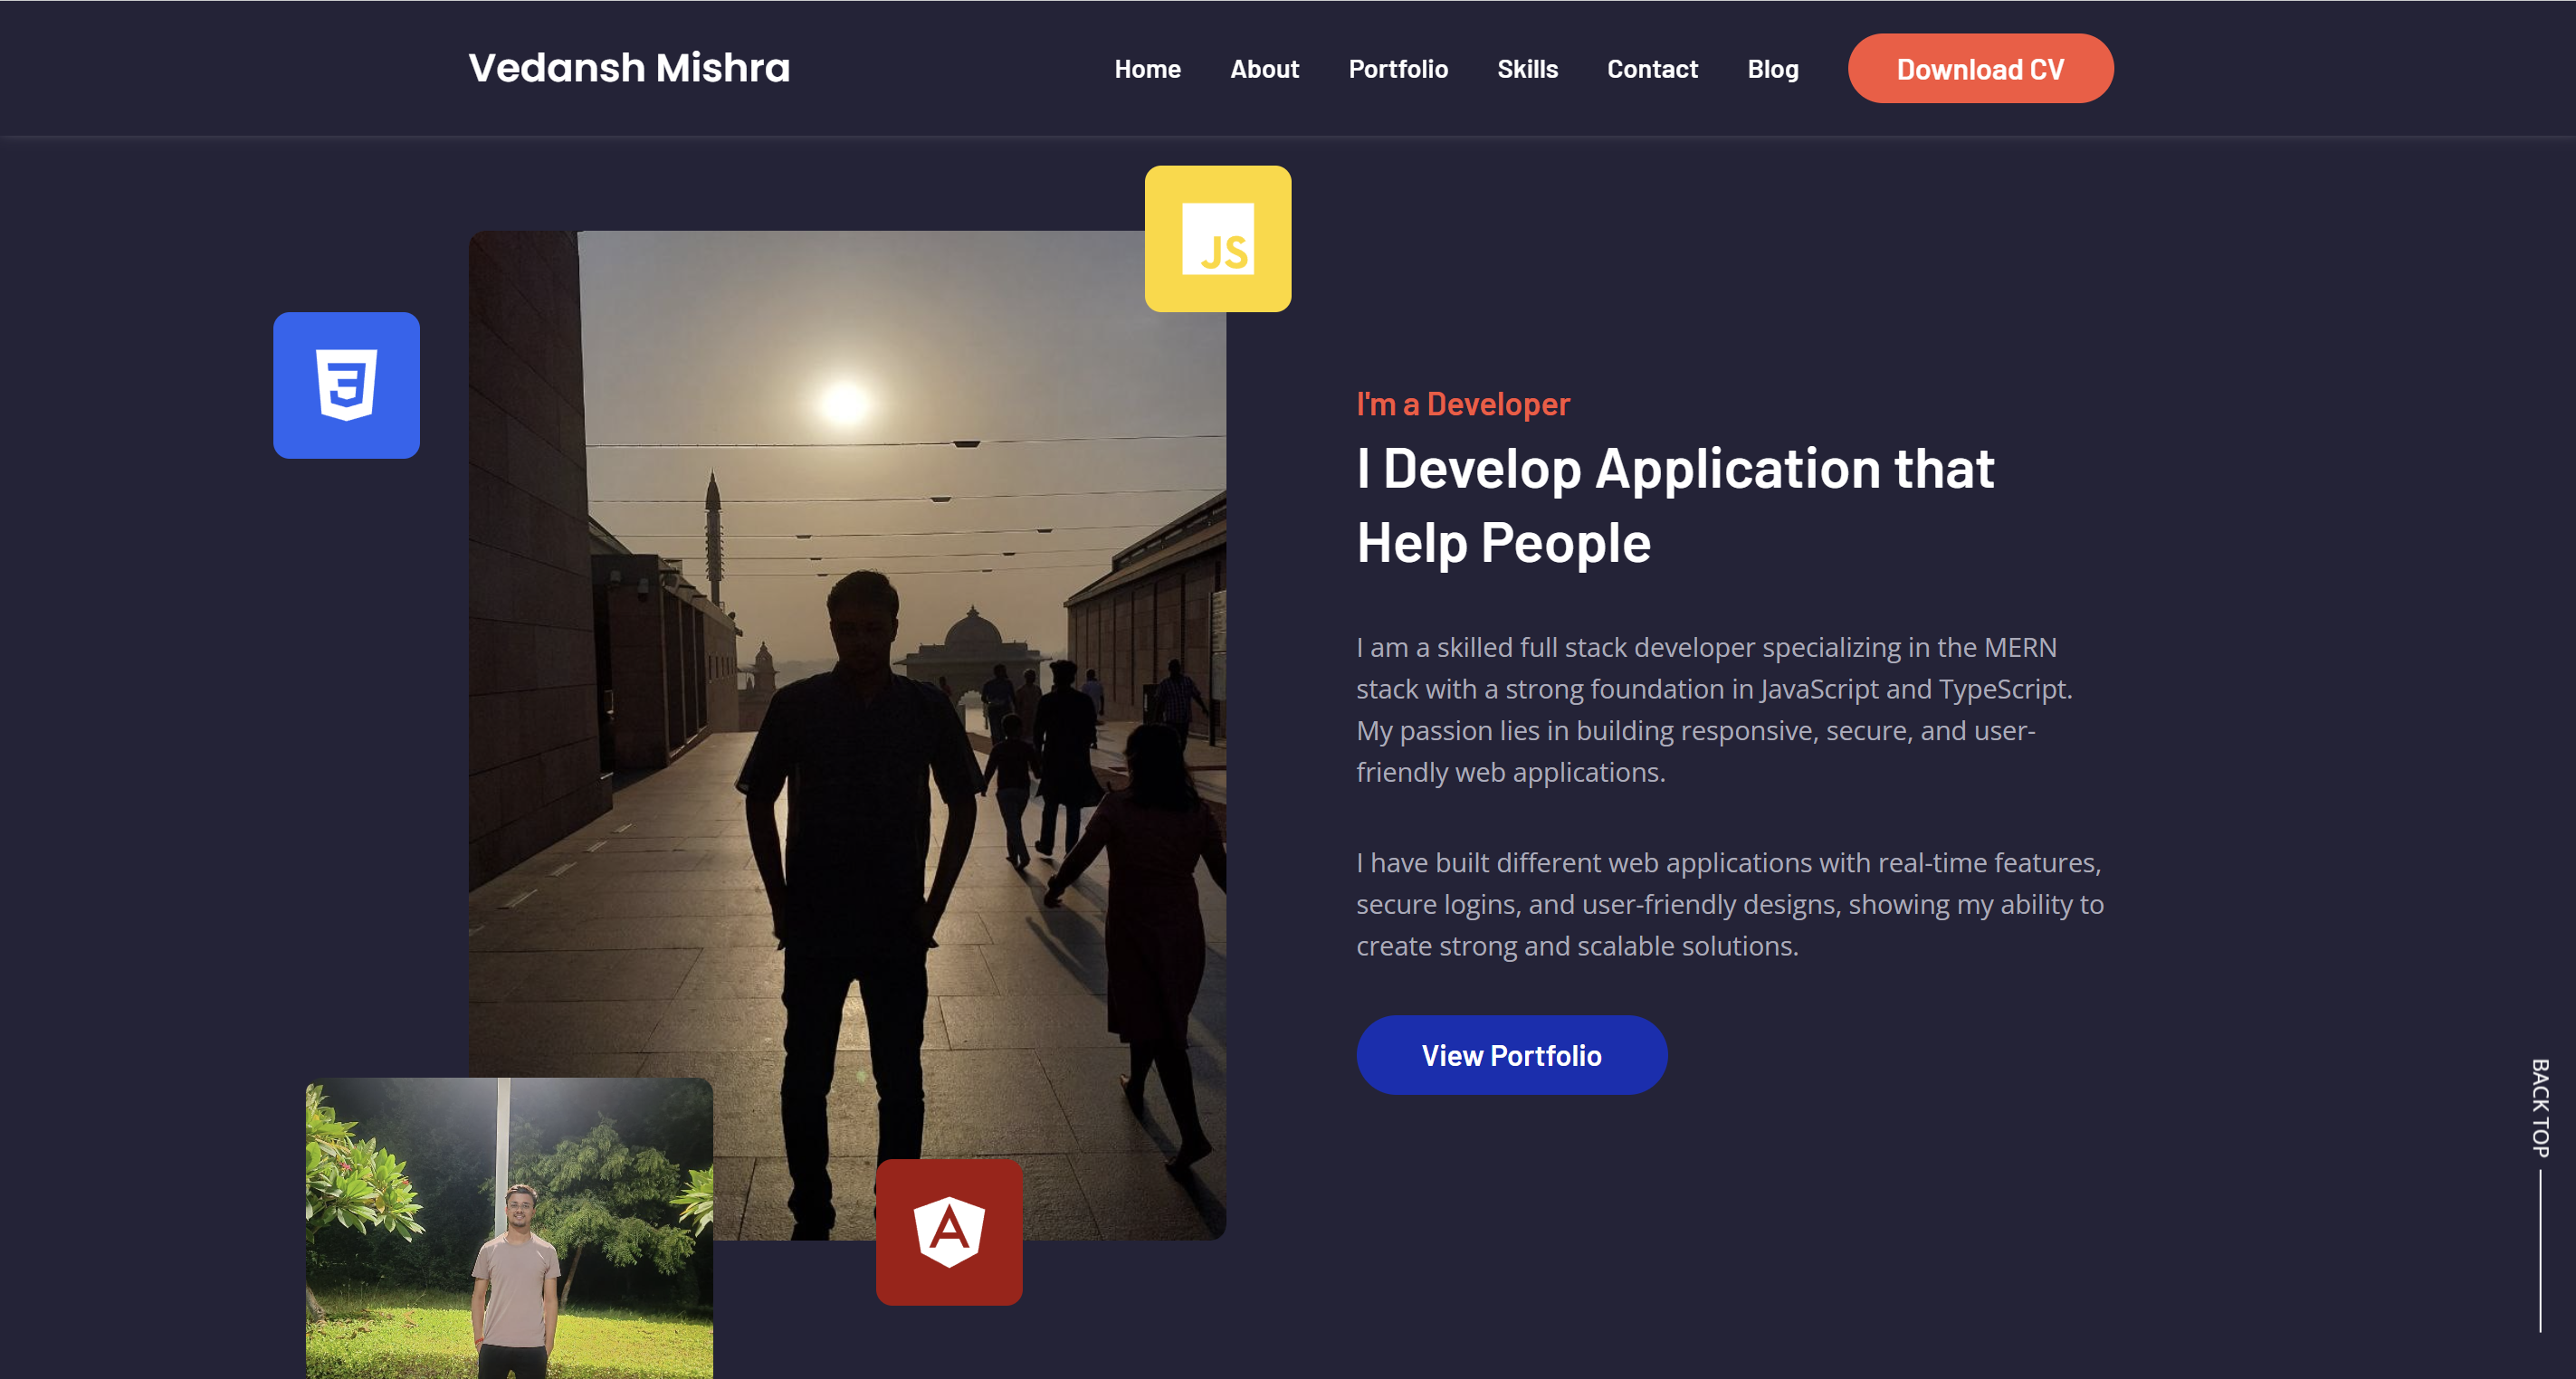 Vedansh Mishra
Home About Portfolio Skills Contact Blog Download CV
JS
I'm a Developer
I Develop Application that
Help People
I am a skilled full stack developer specializing in the MERN
stack with a strong foundation in JavaScript and TypeScript.
My passion lies in building responsive, secure, and user-
friendly web applications.
I have built different web applications with real-time features,
secure logins, and user-friendly designs, showing my ability to
create strong and scalable solutions.
View Portfolio
BACK TOP
3
A